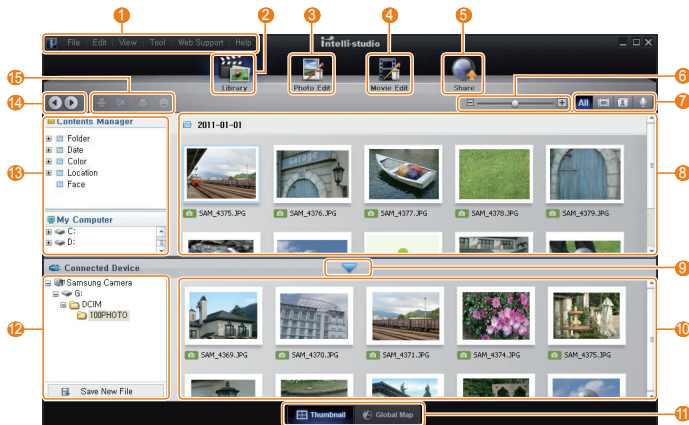 1 2 3 4 5
File Edit View Tool Web Support Help
intelli-studio
Library Photo Edit Movie Edit Share
15
14
6
7
All
Contents Manager
Folder
Date
Color
Location
Face
13
My Computer
C:
D:
2011-01-01
SAM_4375.JPG SAM_4376.JPG SAM_4377.JPG SAM_4378.JPG SAM_4379.JPG
8
Connected Device
9
Samsung Camera
G:
DCIM
100PHOTO
12
Save New File
SAM_4369.JPG SAM_4370.JPG SAM_4371.JPG SAM_4374.JPG SAM_4375.JPG
10
Thumbnail Global Map
11